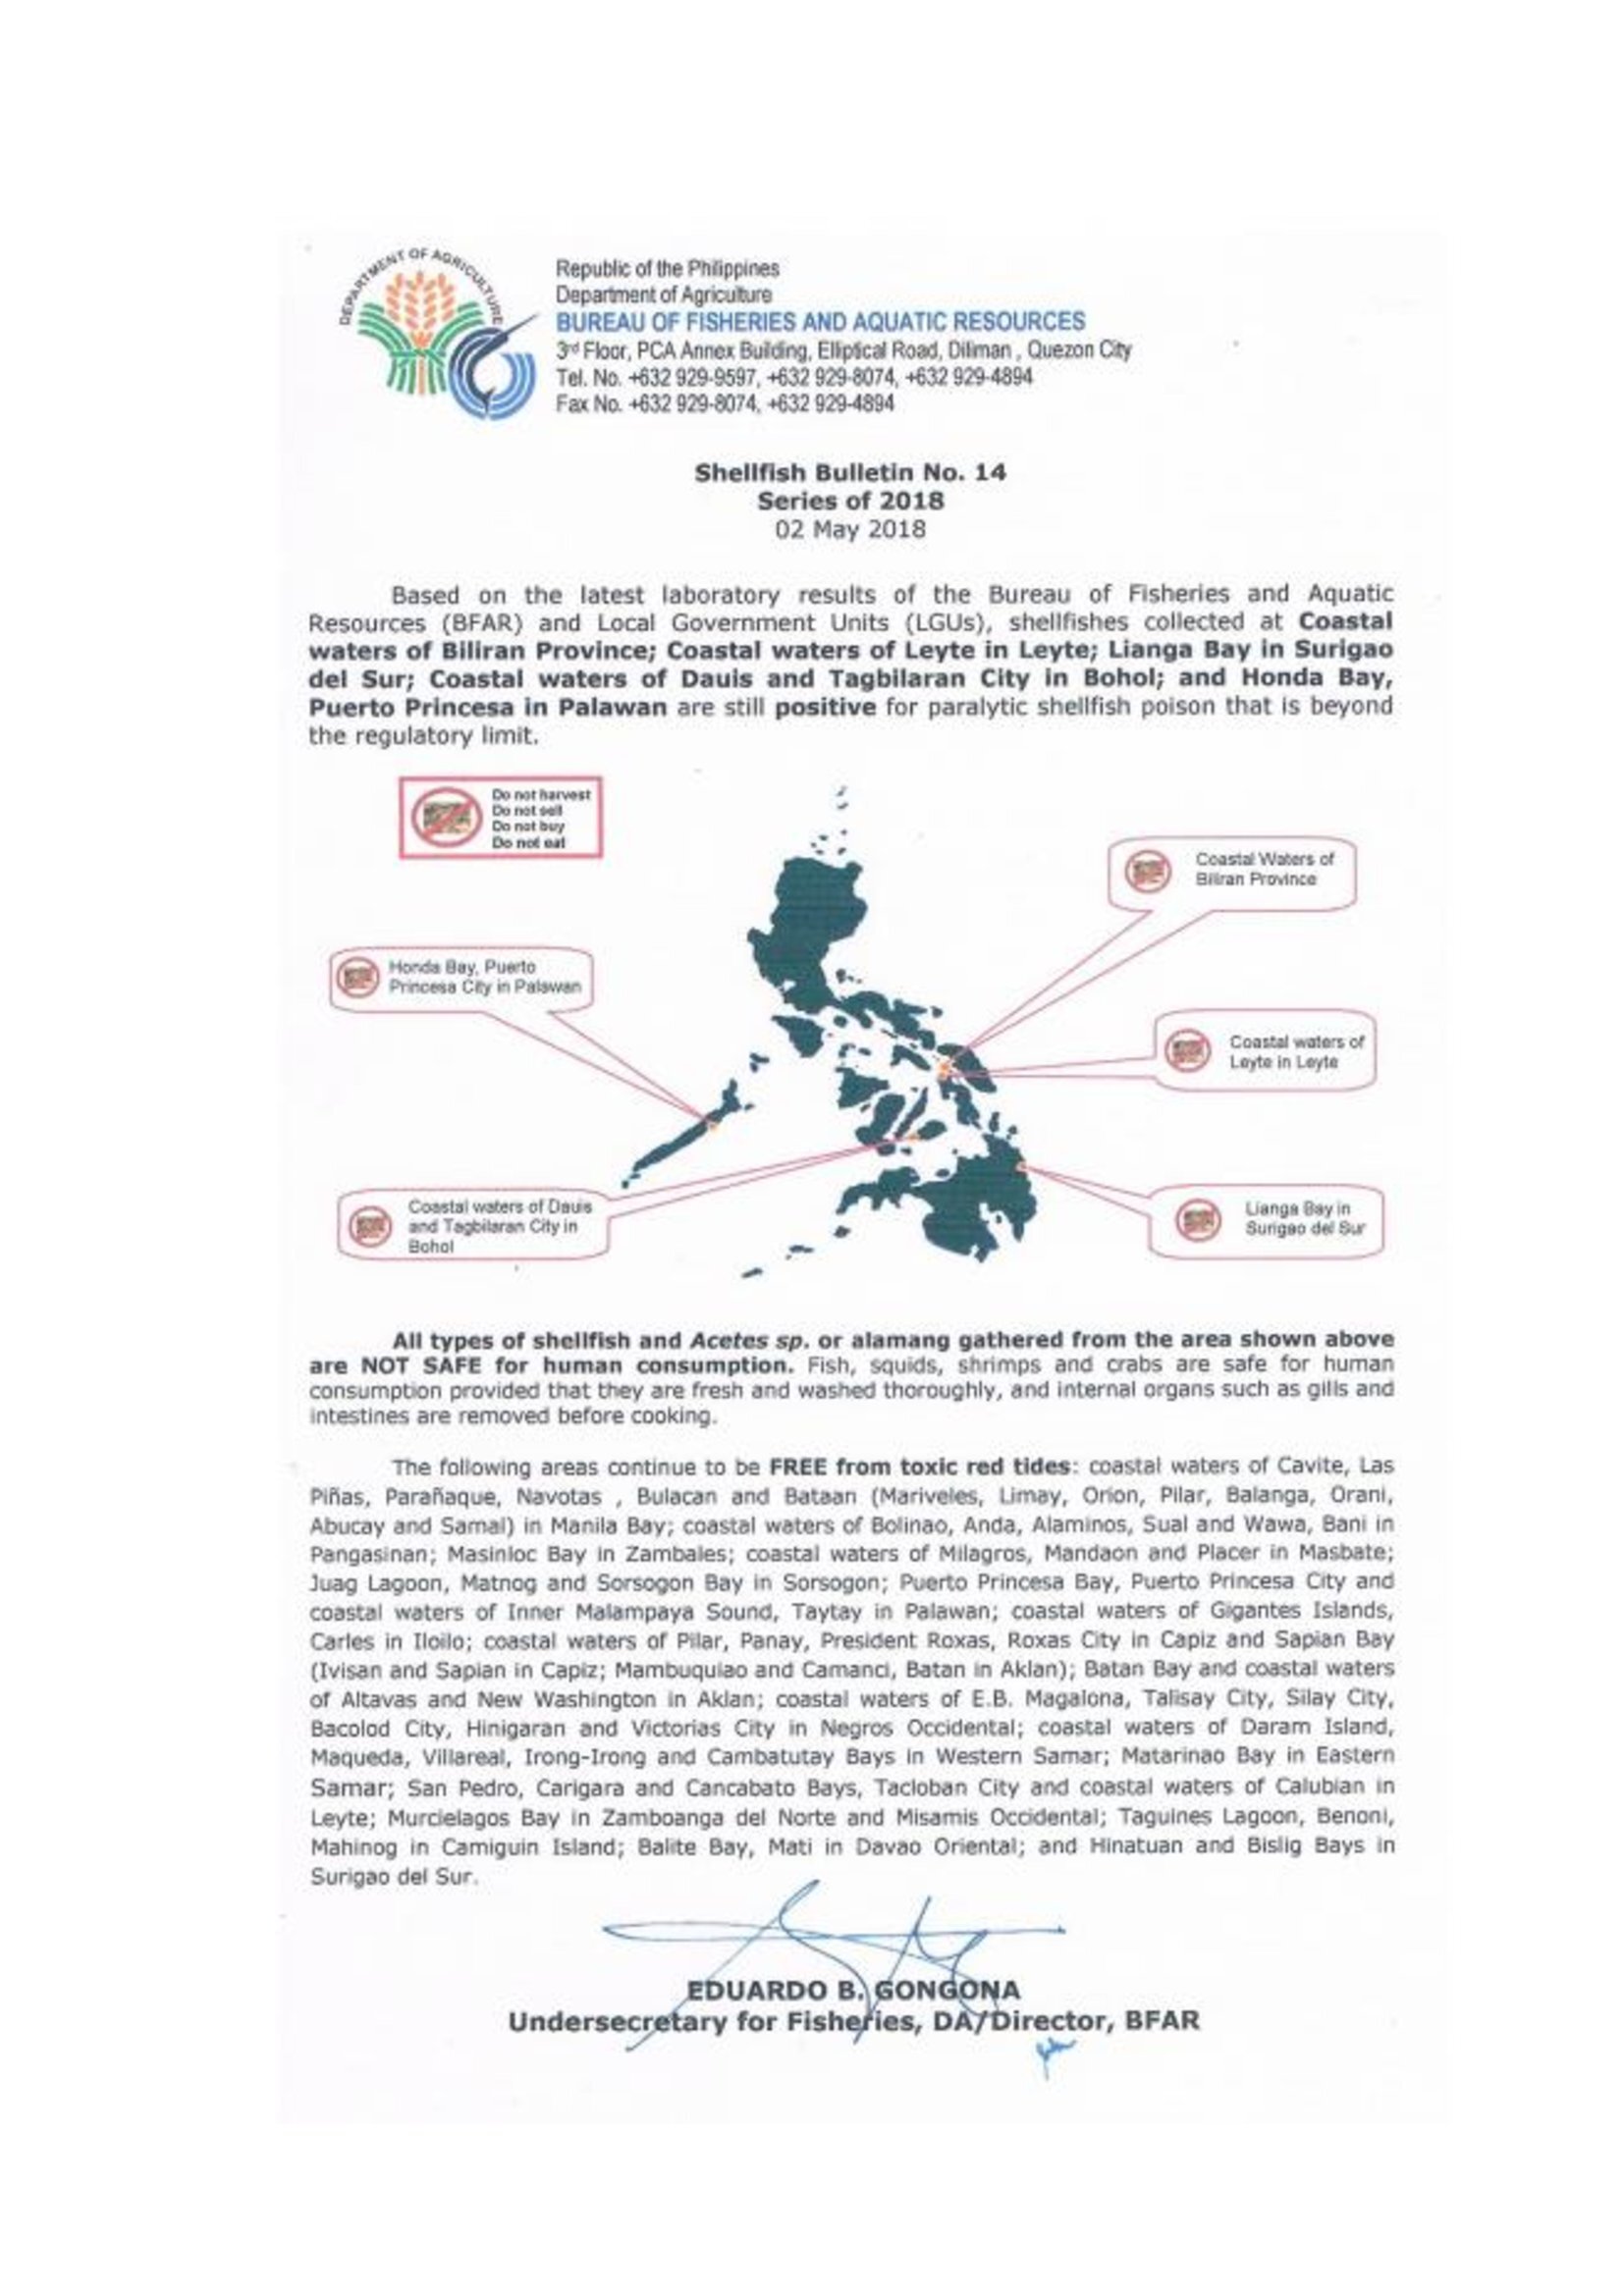 DEPARTMENT OF AGRICULTURE
Republic of the Philippines
Department of Agriculture
BUREAU OF FISHERIES AND AQUATIC RESOURCES
3rd Floor, PCA Annex Building, Elliptical Road, Diliman , Quezon City
Tel. No. +632 929-9597, +632 929-8074, +632 929-4894
Fax No. +632 929-8074, +632 929-4894
Shellfish Bulletin No. 14
Series of 2018
02 May 2018
Based on the latest laboratory results of the Bureau of Fisheries and Aquatic
Resources (BFAR) and Local Government Units (LGUs), shellfishes collected at Coastal
waters of Biliran Province; Coastal waters of Leyte in Leyte; Lianga Bay in Surigao
del Sur; Coastal waters of Dauis and Tagbilaran City in Bohol; and Honda Bay,
Puerto Princesa in Palawan are still positive for paralytic shellfish poison that is beyond
the regulatory limit.
Do not harvest
Do not sell
Do not buy
Do not eat
Coastal Waters of
Biliran Province
Honda Bay, Puerto
Princesa City in Palawan
Coastal waters of
Leyte in Leyte
Coastal waters of Dauis
and Tagbilaran City in
Bohol
Lianga Bay in
Surigao del Sur
All types of shellfish and Acetes sp. or alamang gathered from the area shown above
are NOT SAFE for human consumption. Fish, squids, shrimps and crabs are safe for human
consumption provided that they are fresh and washed thoroughly, and internal organs such as gills and
intestines are removed before cooking.
The following areas continue to be FREE from toxic red tides: coastal waters of Cavite, Las
Piñas, Parañaque, Navotas , Bulacan and Bataan (Mariveles, Limay, Orion, Pilar, Balanga, Orani,
Abucay and Samal) in Manila Bay; coastal waters of Bolinao, Anda, Alaminos, Sual and Wawa, Bani in
Pangasinan; Masinloc Bay in Zambales; coastal waters of Milagros, Mandaon and Placer in Masbate;
Juag Lagoon, Matnog and Sorsogon Bay in Sorsogon; Puerto Princesa Bay, Puerto Princesa City and
coastal waters of Inner Malampaya Sound, Taytay in Palawan; coastal waters of Gigantes Islands,
Carles in Iloilo; coastal waters of Pilar, Panay, President Roxas, Roxas City in Capiz and Sapian Bay
(Ivisan and Sapian in Capiz; Mambuquiao and Camanci, Batan in Aklan); Batan Bay and coastal waters
of Altavas and New Washington in Aklan; coastal waters of E.B. Magalona, Talisay City, Silay City,
Bacolod City, Hinigaran and Victorias City in Negros Occidental; coastal waters of Daram Island,
Maqueda, Villareal, Irong-Irong and Cambatutay Bays in Western Samar; Matarinao Bay in Eastern
Samar; San Pedro, Carigara and Cancabato Bays, Tacloban City and coastal waters of Calubian in
Leyte; Murcielagos Bay in Zamboanga del Norte and Misamis Occidental; Taguines Lagoon, Benoni,
Mahinog in Camiguin Island; Balite Bay, Mati in Davao Oriental; and Hinatuan and Bislig Bays in
Surigao del Sur.
EDUARDO B. GONGONA
Undersecretary for Fisheries, DA/Director, BFAR